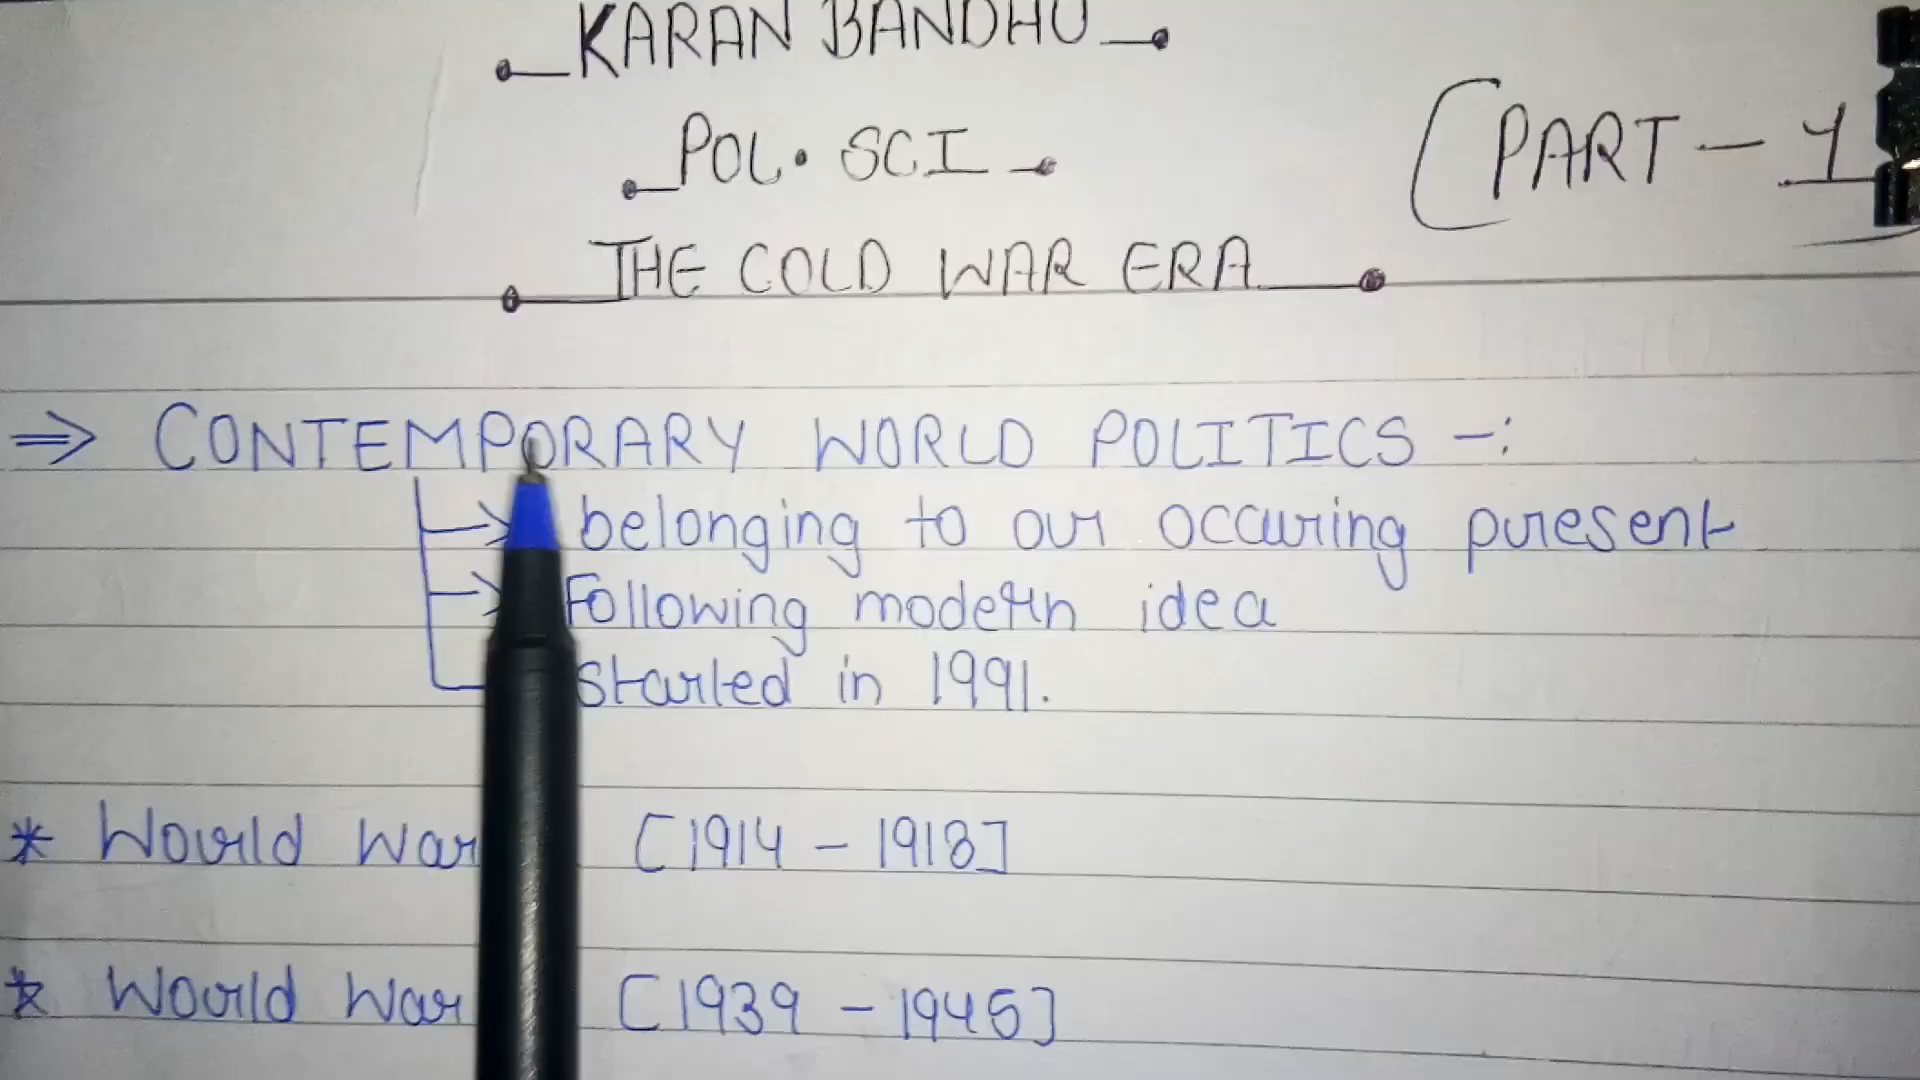 KARAN BANDHU
POL. SCI
(PART - 1
THE COLD WAR ERA
⇒ CONTEMPORARY WORLD POLITICS -:
→ belonging to our occuring present
→ Following modern idea
started in 1991.
* World War [1914 - 1918]
* World War [1939 - 1945]